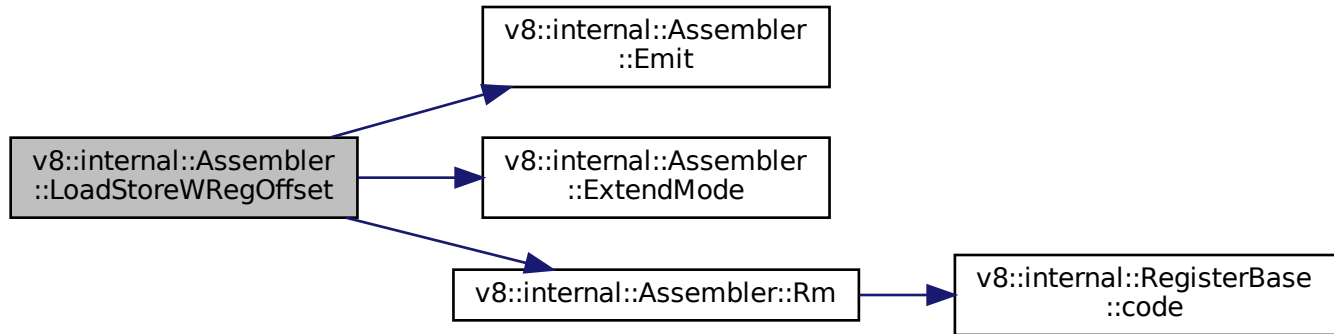 v8::internal::Assembler
::Emit
v8::internal::Assembler
::LoadStoreWRegOffset
v8::internal::Assembler
::ExtendMode
v8::internal::Assembler::Rm
v8::internal::RegisterBase
::code